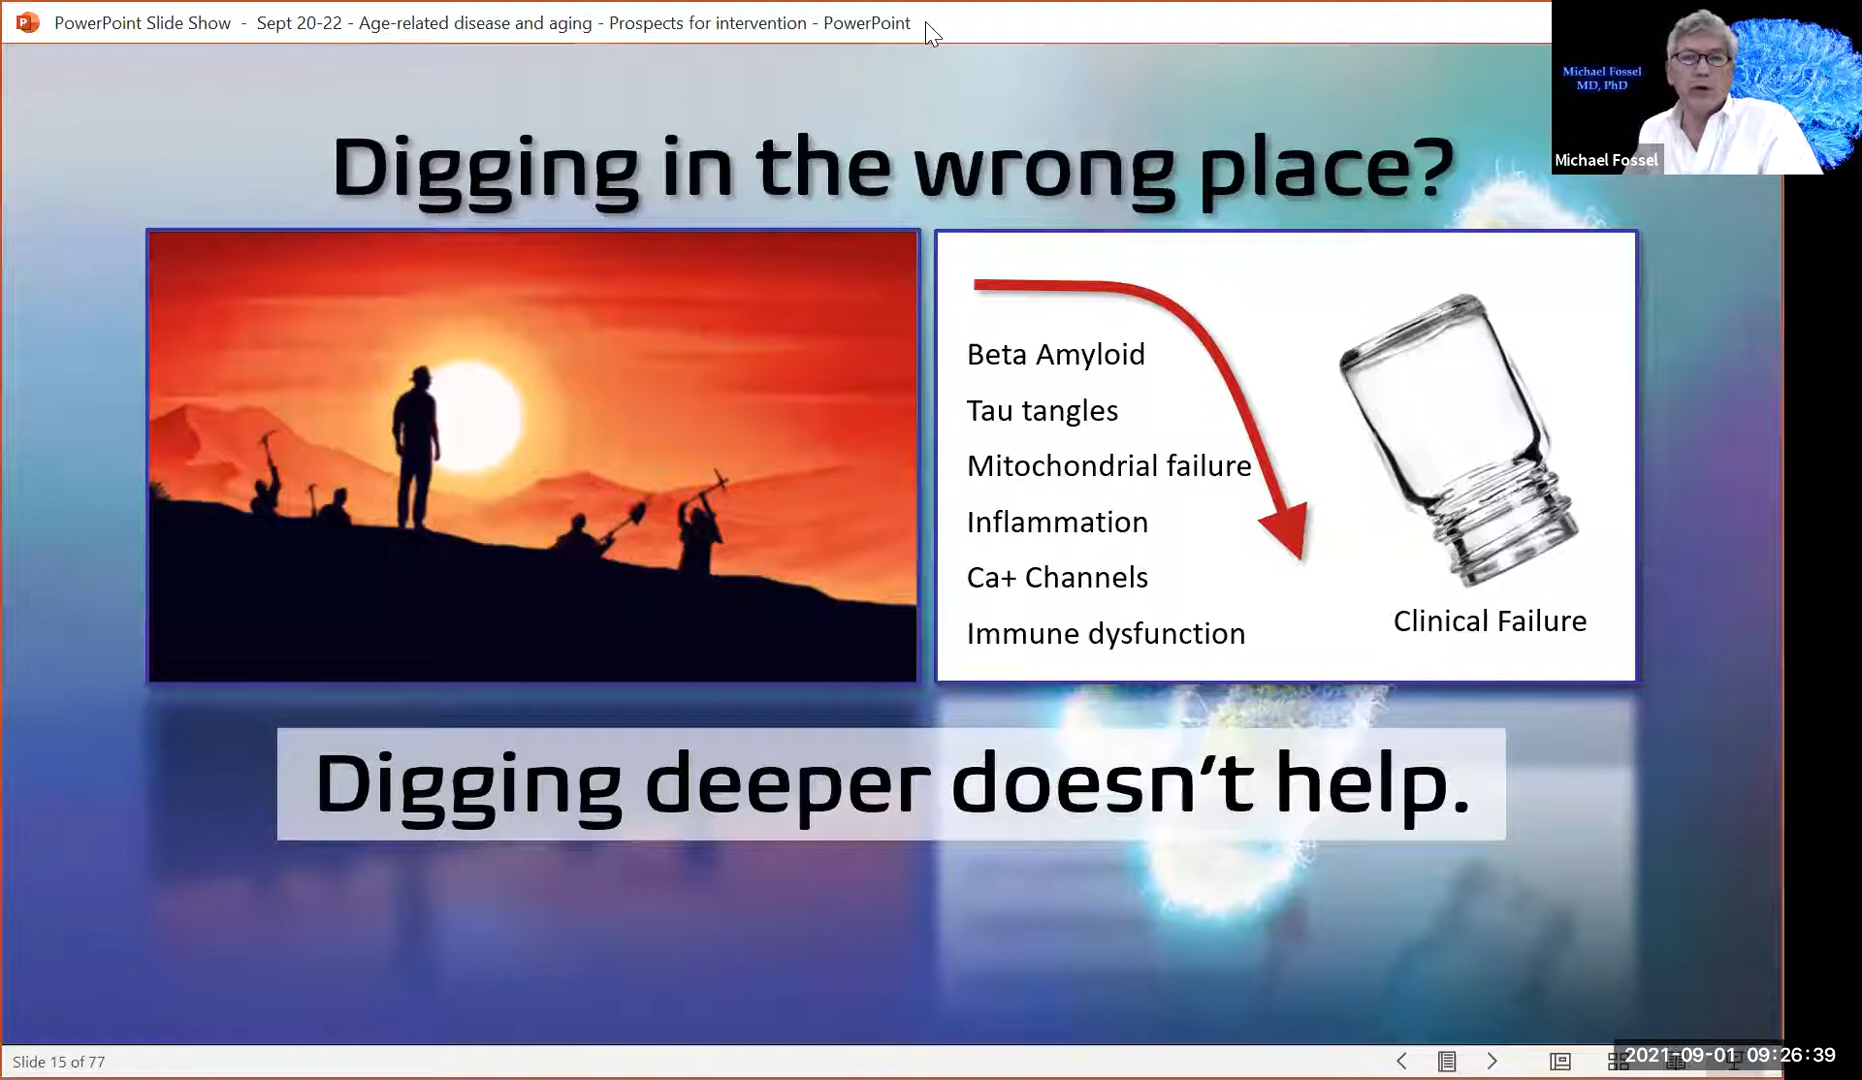 PowerPoint Slide Show - Sept 20-22 - Age-related disease and aging - Prospects for intervention - PowerPoint
Michael Fossel
MD, PhD
Michael Fossel
Digging in the wrong place?
Beta Amyloid
Tau tangles
Mitochondrial failure
Inflammation
Ca+ Channels
Immune dysfunction
Clinical Failure
Digging deeper doesn't help.
Slide 15 of 77
2021-09-01 09:26:39